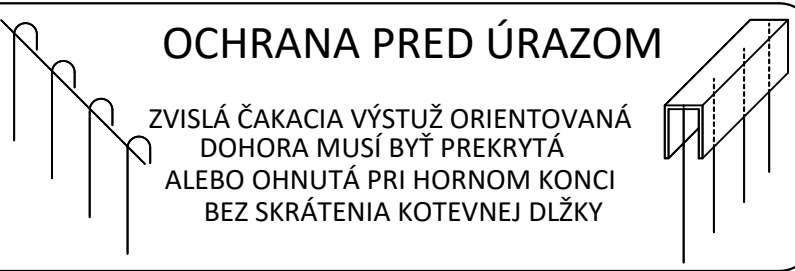 OCHRANA PRED ÚRAZOM
ZVISLÁ ČAKACIA VÝSTUŽ ORIENTOVANÁ
DOHORA MUSÍ BYŤ PREKRYTÁ
ALEBO OHNUTÁ PRI HORNOM KONCI
BEZ SKRÁTENIA KOTEVNEJ DLŽKY